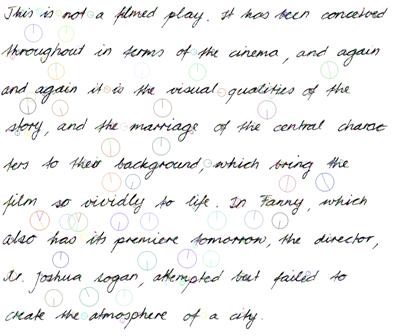 This is not a filmed play. It has been conceived
throughout in terms of the cinema, and again
and again it is the visual qualities of the
story, and the marriage of the central charac-
ters to their background, which bring the
film so vividly to life. In Fanny, which
also has its premiere tomorrow, the director,
Mr. Joshua Logan, attempted but failed to
create the atmosphere of a city.